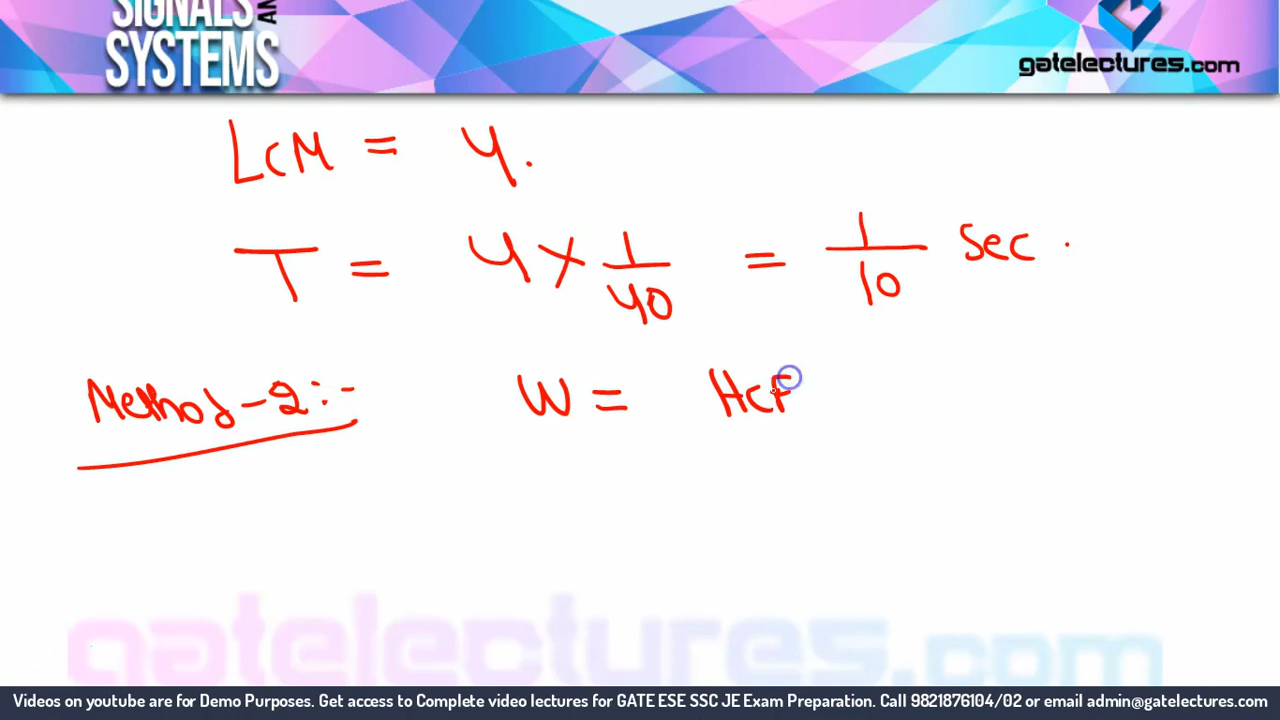 SIGNALS AND
SYSTEMS
gatelectures.com
LCM = 4.
T = 4 × 1/40 = 1/10 sec.
Method-2:-
W = HCF
gatelectures.com
Videos on youtube are for Demo Purposes. Get access to Complete video lectures for GATE ESE SSC JE Exam Preparation. Call 9821876104/02 or email admin@gatelectures.com